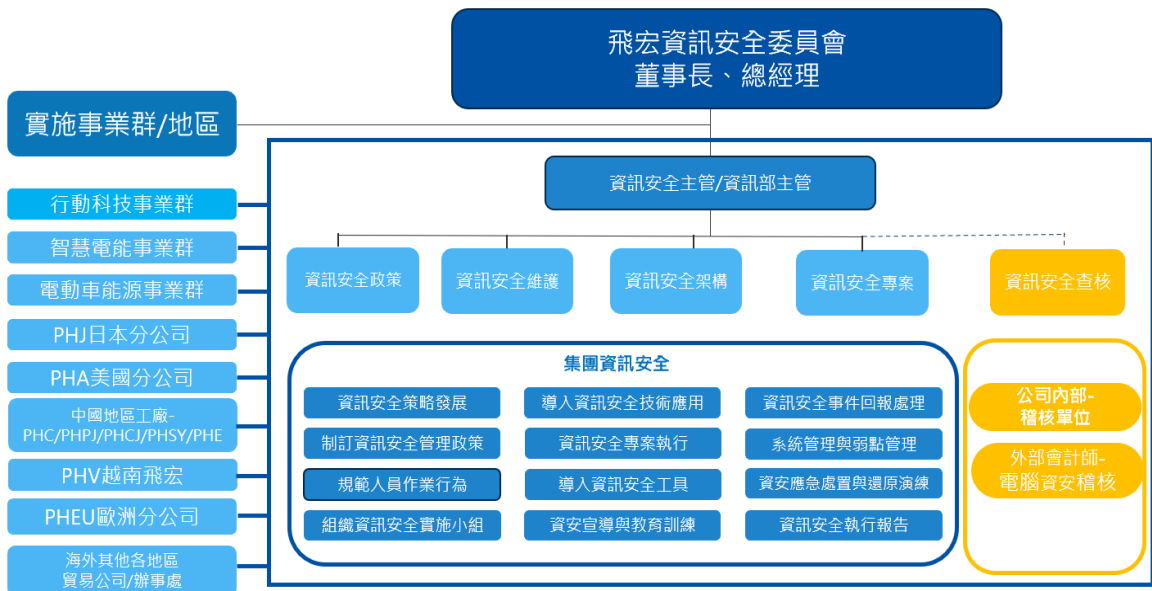 飛宏資訊安全委員會
董事長、總經理
實施事業群/地區
資訊安全主管/資訊部主管
行動科技事業群
智慧電能事業群
電動車能源事業群
PHJ日本分公司
PHA美國分公司
中國地區工廠-
PHC/PHPJ/PHCJ/PHSY/PHE
PHV越南飛宏
PHEU歐洲分公司
海外其他各地區
貿易公司/辦事處
資訊安全政策
資訊安全維護
資訊安全架構
資訊安全專案
資訊安全查核
集團資訊安全
資訊安全策略發展
導入資訊安全技術應用
資訊安全事件回報處理
制訂資訊安全管理政策
資訊安全專案執行
系統管理與弱點管理
規範人員作業行為
導入資訊安全工具
資安應急處置與還原演練
組織資訊安全實施小組
資安宣導與教育訓練
資訊安全執行報告
公司內部-
稽核單位
外部會計師-
電腦資安稽核